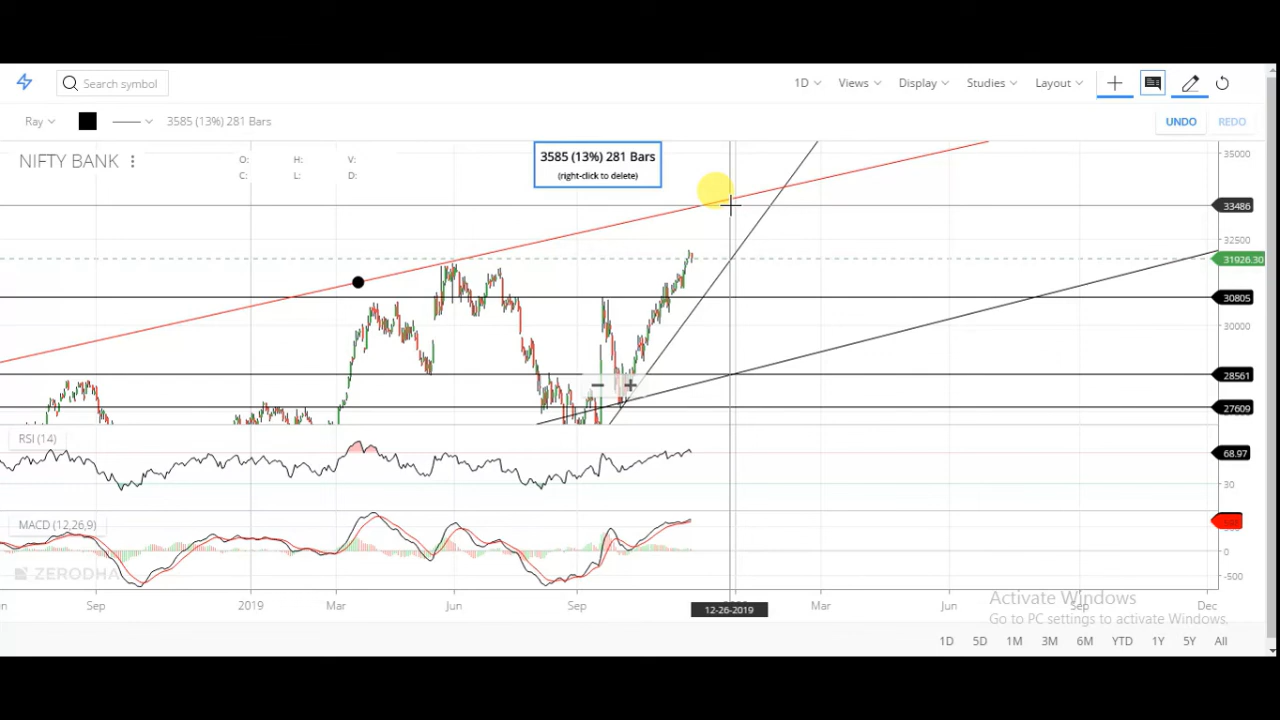 Search symbol
1D Views Display Studies Layout
Ray 3585 (13%) 281 Bars UNDO REDO
NIFTY BANK
O: H: V:
C: L: D:
3585 (13%) 281 Bars
(right-click to delete)
35000
33486
32500
31926.30
30805
30000
28561
27609
RSI (14)
68.97
30
MACD (12,26,9)
0
-500
ZERODHA
Sep 2019 Mar Jun Sep Mar Jun Sep Dec
12-26-2019
Activate Windows
Go to PC settings to activate Windows.
1D 5D 1M 3M 6M YTD 1Y 5Y All